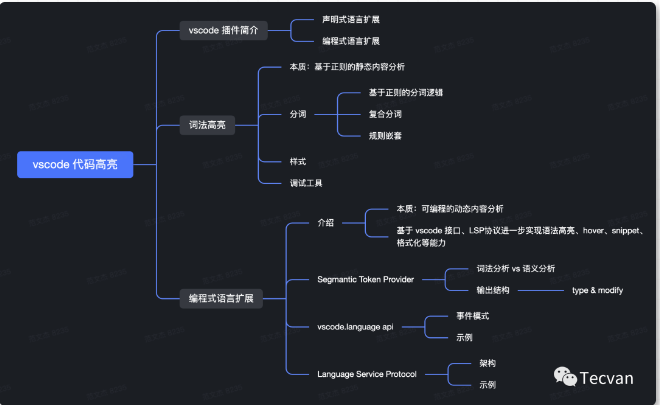 vscode 代码高亮
vscode 插件简介
声明式语言扩展
编程式语言扩展
词法高亮
本质：基于正则的静态内容分析
分词
基于正则的分词逻辑
复合分词
规则嵌套
样式
调试工具
编程式语言扩展
介绍
本质：可编程的动态内容分析
基于 vscode 接口、LSP协议进一步实现语法高亮、hover、snippet、
格式化等能力
Segmantic Token Provider
词法分析 vs 语义分析
输出结构
type & modify
vscode.language api
事件模式
示例
Language Service Protocol
架构
示例
Tecvan